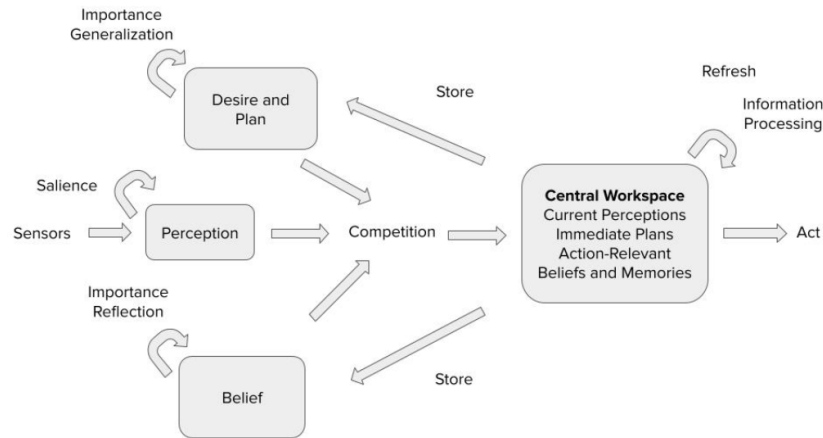 Importance
Generalization
Desire and
Plan
Store
Refresh
Information
Processing
Salience
Sensors
Perception
Competition
Central Workspace
Current Perceptions
Immediate Plans
Action-Relevant
Beliefs and Memories
Act
Importance
Reflection
Belief
Store